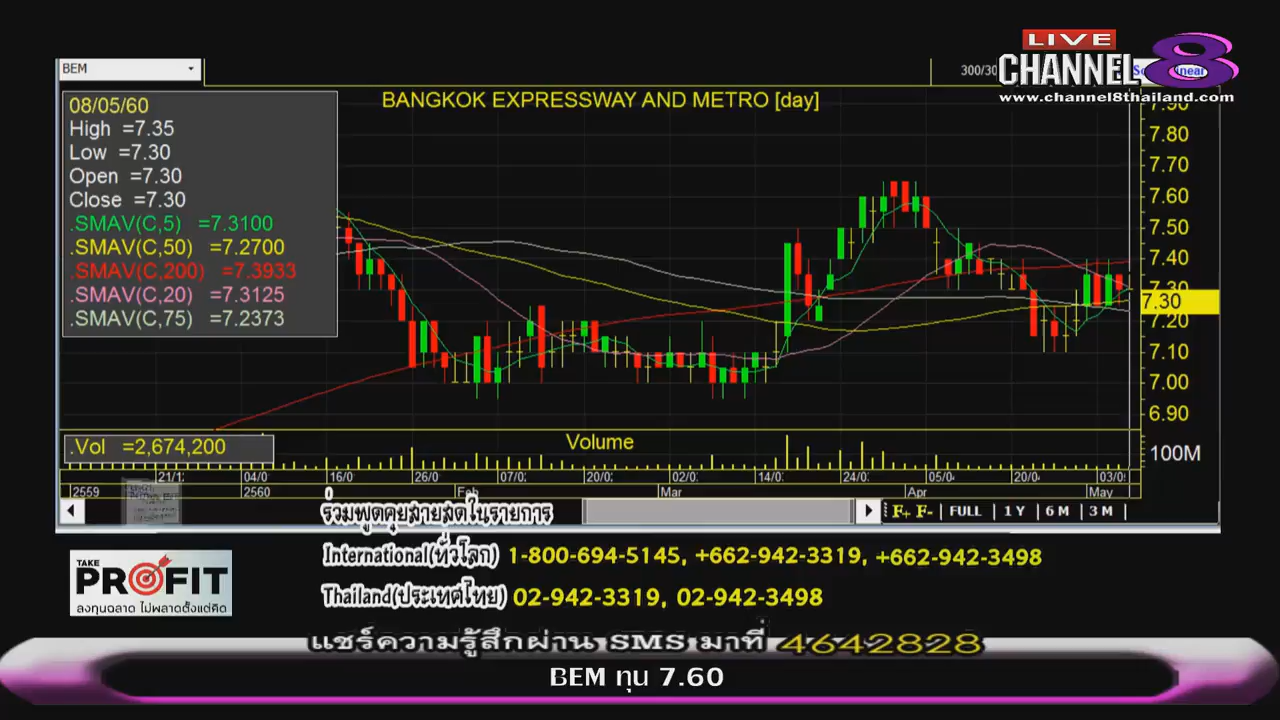 LIVE
CHANNEL 8
www.channel8thailand.com
BEM
300/30
BANGKOK EXPRESSWAY AND METRO [day]
08/05/60
High =7.35
Low =7.30
Open =7.30
Close =7.30
.SMAV(C,5) =7.3100
.SMAV(C,50) =7.2700
.SMAV(C,200) =7.3933
.SMAV(C,20) =7.3125
.SMAV(C,75) =7.2373
7.90
7.80
7.70
7.60
7.50
7.40
7.30
7.30
7.20
7.10
7.00
6.90
.Vol =2,674,200
Volume
100M
21/1 04/0 16/0 26/0 07/0 20/0 02/0 14/0 24/0 05/0 20/0 03/0
2559 2560 Feb Mar Apr May
F+ F- FULL 1 Y 6 M 3 M
ร่วมพูดคุยสายสดในรายการ
International(ทั่วโลก) 1-800-694-5145, +662-942-3319, +662-942-3498
Thailand(ประเทศไทย) 02-942-3319, 02-942-3498
TAKE
PROFIT
ลงทุนฉลาด ไม่พลาดตั้งแต่คิด
แชร์ความรู้สึกผ่าน SMS มาที่ 4642828
BEM ทุน 7.60